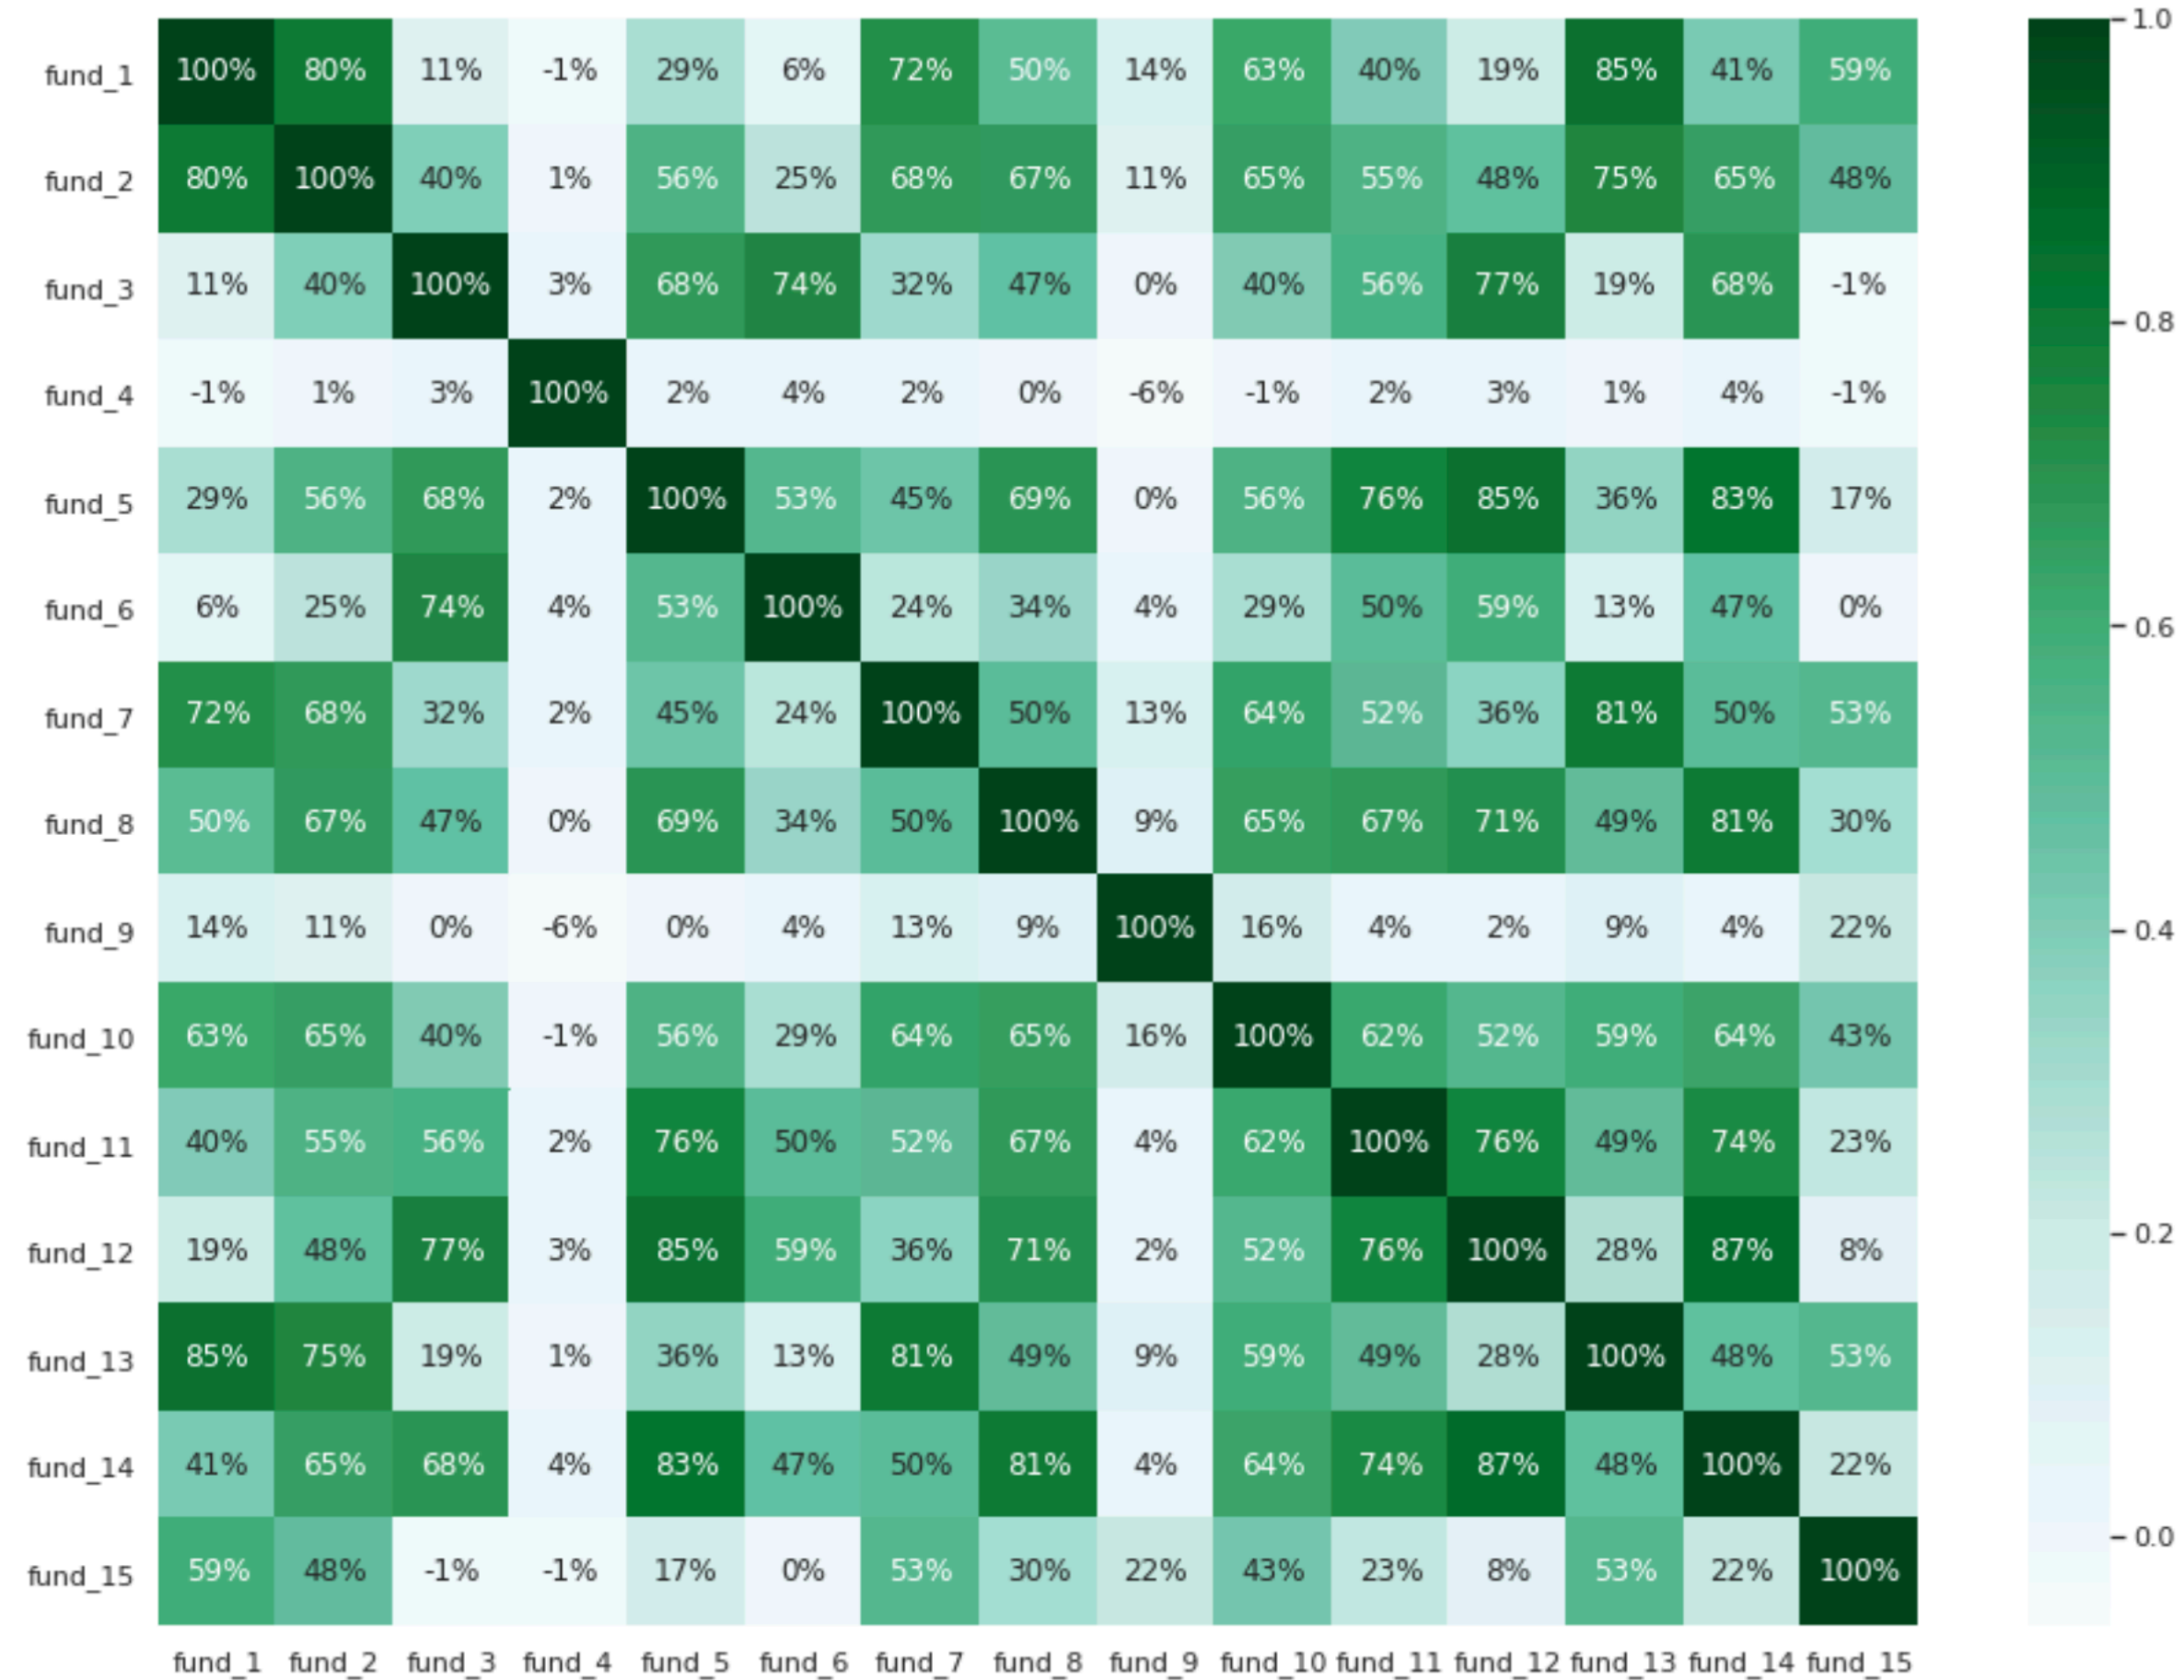 1.0
fund_1 100% 80% 11% -1% 29% 6% 72% 50% 14% 63% 40% 19% 85% 41% 59%
fund_2 80% 100% 40% 1% 56% 25% 68% 67% 11% 65% 55% 48% 75% 65% 48%
fund_3 11% 40% 100% 3% 68% 74% 32% 47% 0% 40% 56% 77% 19% 68% -1%
0.8
fund_4 -1% 1% 3% 100% 2% 4% 2% 0% -6% -1% 2% 3% 1% 4% -1%
fund_5 29% 56% 68% 2% 100% 53% 45% 69% 0% 56% 76% 85% 36% 83% 17%
fund_6 6% 25% 74% 4% 53% 100% 24% 34% 4% 29% 50% 59% 13% 47% 0%
0.6
fund_7 72% 68% 32% 2% 45% 24% 100% 50% 13% 64% 52% 36% 81% 50% 53%
fund_8 50% 67% 47% 0% 69% 34% 50% 100% 9% 65% 67% 71% 49% 81% 30%
fund_9 14% 11% 0% -6% 0% 4% 13% 9% 100% 16% 4% 2% 9% 4% 22%
0.4
fund_10 63% 65% 40% -1% 56% 29% 64% 65% 16% 100% 62% 52% 59% 64% 43%
fund_11 40% 55% 56% 2% 76% 50% 52% 67% 4% 62% 100% 76% 49% 74% 23%
fund_12 19% 48% 77% 3% 85% 59% 36% 71% 2% 52% 76% 100% 28% 87% 8%
0.2
fund_13 85% 75% 19% 1% 36% 13% 81% 49% 9% 59% 49% 28% 100% 48% 53%
fund_14 41% 65% 68% 4% 83% 47% 50% 81% 4% 64% 74% 87% 48% 100% 22%
0.0
fund_15 59% 48% -1% -1% 17% 0% 53% 30% 22% 43% 23% 8% 53% 22% 100%
fund_1 fund_2 fund_3 fund_4 fund_5 fund_6 fund_7 fund_8 fund_9 fund_10 fund_11 fund_12 fund_13 fund_14 fund_15